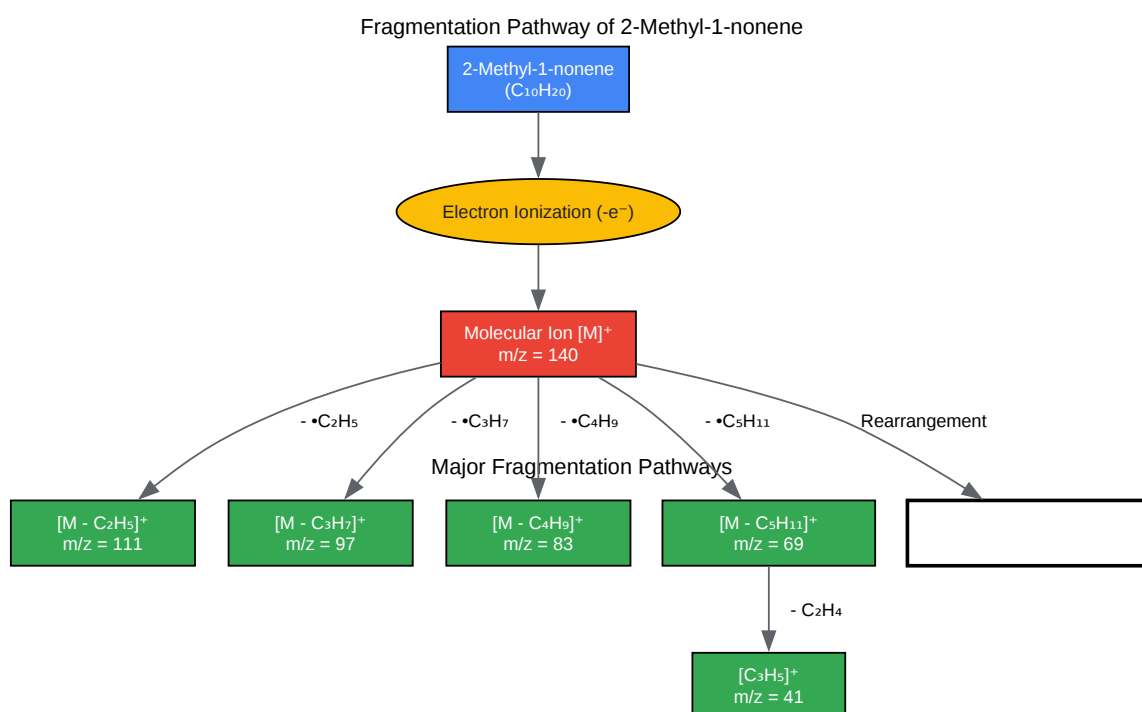 Fragmentation Pathway of 2-Methyl-1-nonene
2-Methyl-1-nonene
(C₁₀H₂₀)
Electron Ionization (-e⁻)
Molecular Ion [M]⁺
m/z = 140
- •C₂H₅
- •C₃H₇
- •C₄H₉
- •C₅H₁₁
Rearrangement
Major Fragmentation Pathways
[M - C₂H₅]⁺
m/z = 111
[M - C₃H₇]⁺
m/z = 97
[M - C₄H₉]⁺
m/z = 83
[M - C₅H₁₁]⁺
m/z = 69
- C₂H₄
[C₃H₅]⁺
m/z = 41